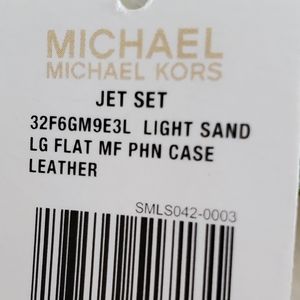 MICHAEL
MICHAEL KORS
JET SET
32F6GM9E3L LIGHT SAND
LG FLAT MF PHN CASE
LEATHER
SMLS042-0003